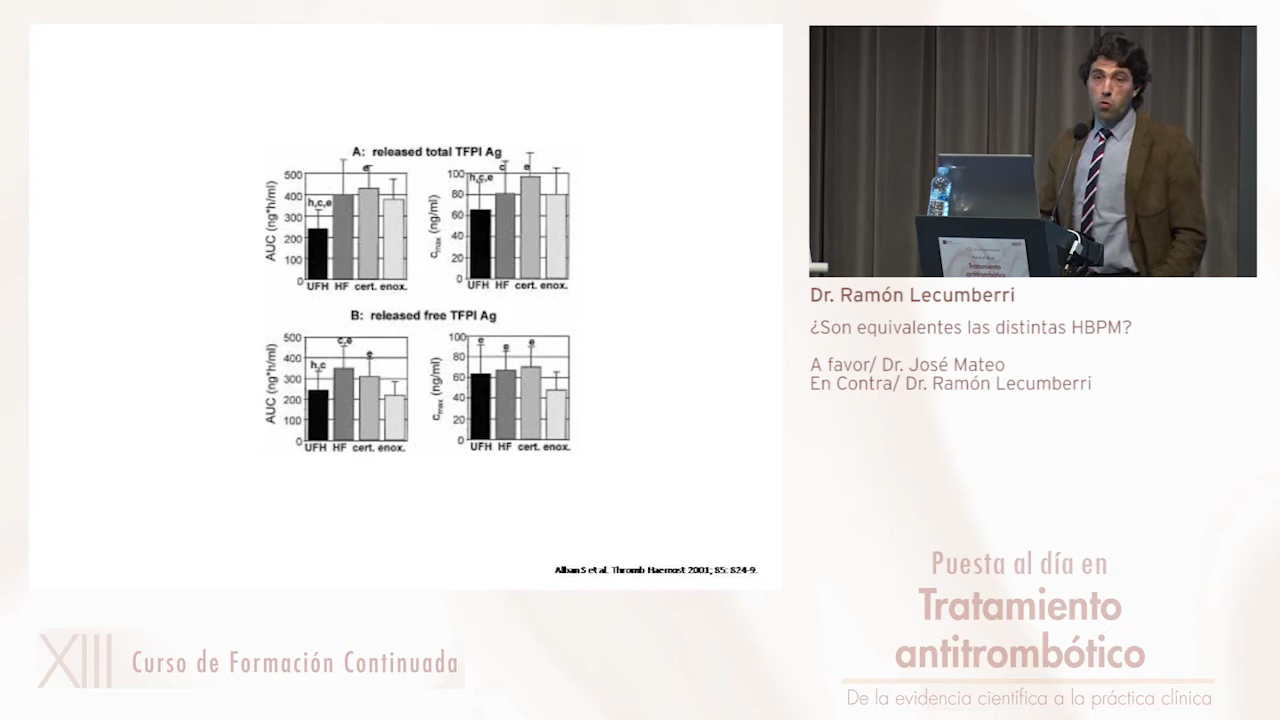 A: released total TFPI Ag
AUC (ng*h/ml)
500
400
300
200
100
0
h,c,e
e
UFH HF cert. enox.
cmax (ng/ml)
100
80
60
40
20
0
h,c,e
c
e
UFH HF cert. enox.
B: released free TFPI Ag
AUC (ng*h/ml)
500
400
300
200
100
0
h,c
c,e
e
UFH HF cert. enox.
cmax (ng/ml)
100
80
60
40
20
0
e
e
e
UFH HF cert. enox.
Alban S et al. Thromb Haemost 2001; 85: 824-9.
Tratamiento
antitrombótico
Dr. Ramón Lecumberri
¿Son equivalentes las distintas HBPM?
A favor/ Dr. José Mateo
En Contra/ Dr. Ramón Lecumberri
XIII Curso de Formación Continuada
Puesta al día en
Tratamiento
antitrombótico
De la evidencia científica a la práctica clínica